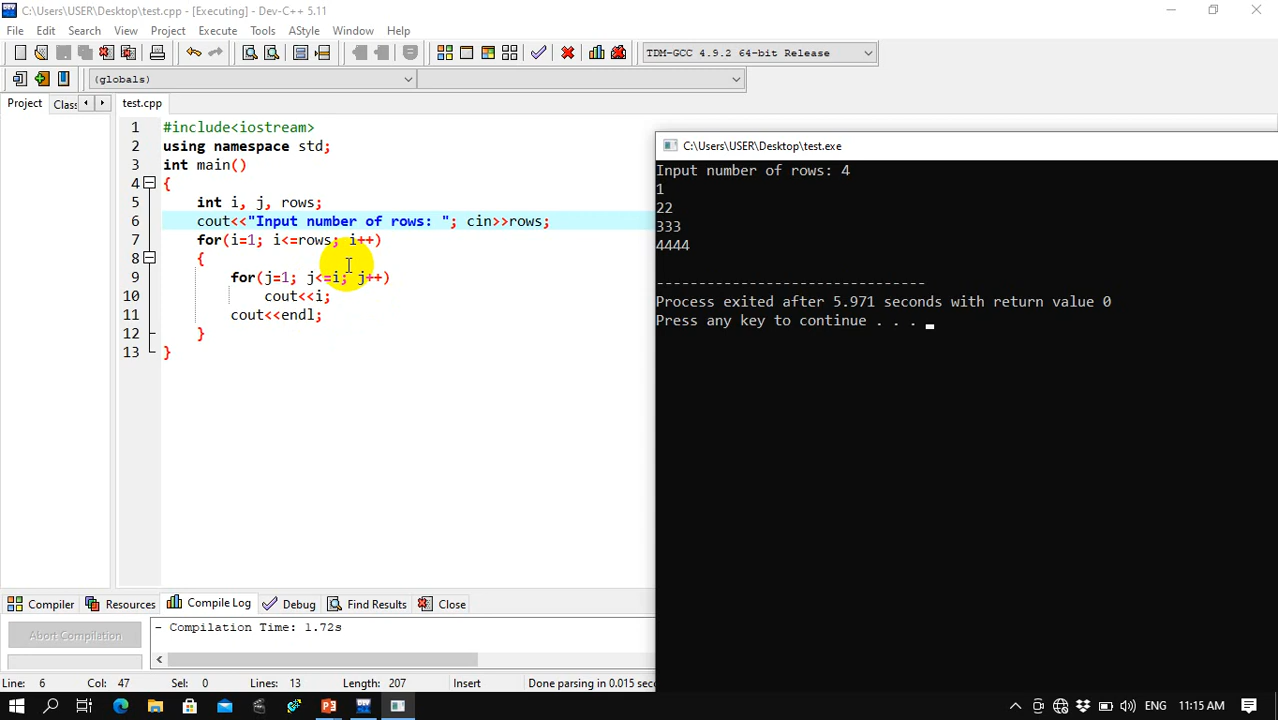 C:\Users\USER\Desktop\test.cpp - [Executing] - Dev-C++ 5.11
File Edit Search View Project Execute Tools AStyle Window Help
TDM-GCC 4.9.2 64-bit Release
(globals)
Project Class
test.cpp
1 #include<iostream>
2 using namespace std;
3 int main()
4 {
5 int i, j, rows;
6 cout<<"Input number of rows: "; cin>>rows;
7 for(i=1; i<=rows; i++)
8 {
9 for(j=1; j<=i; j++)
10 cout<<i;
11 cout<<endl;
12 }
13 }
C:\Users\USER\Desktop\test.exe
Input number of rows: 4
1
22
333
4444
--------------------------------
Process exited after 5.971 seconds with return value 0
Press any key to continue . . .
Compiler Resources Compile Log Debug Find Results Close
Abort Compilation
- Compilation Time: 1.72s
Line: 6 Col: 47 Sel: 0 Lines: 13 Length: 207 Insert Done parsing in 0.015 sec
ENG 11:15 AM